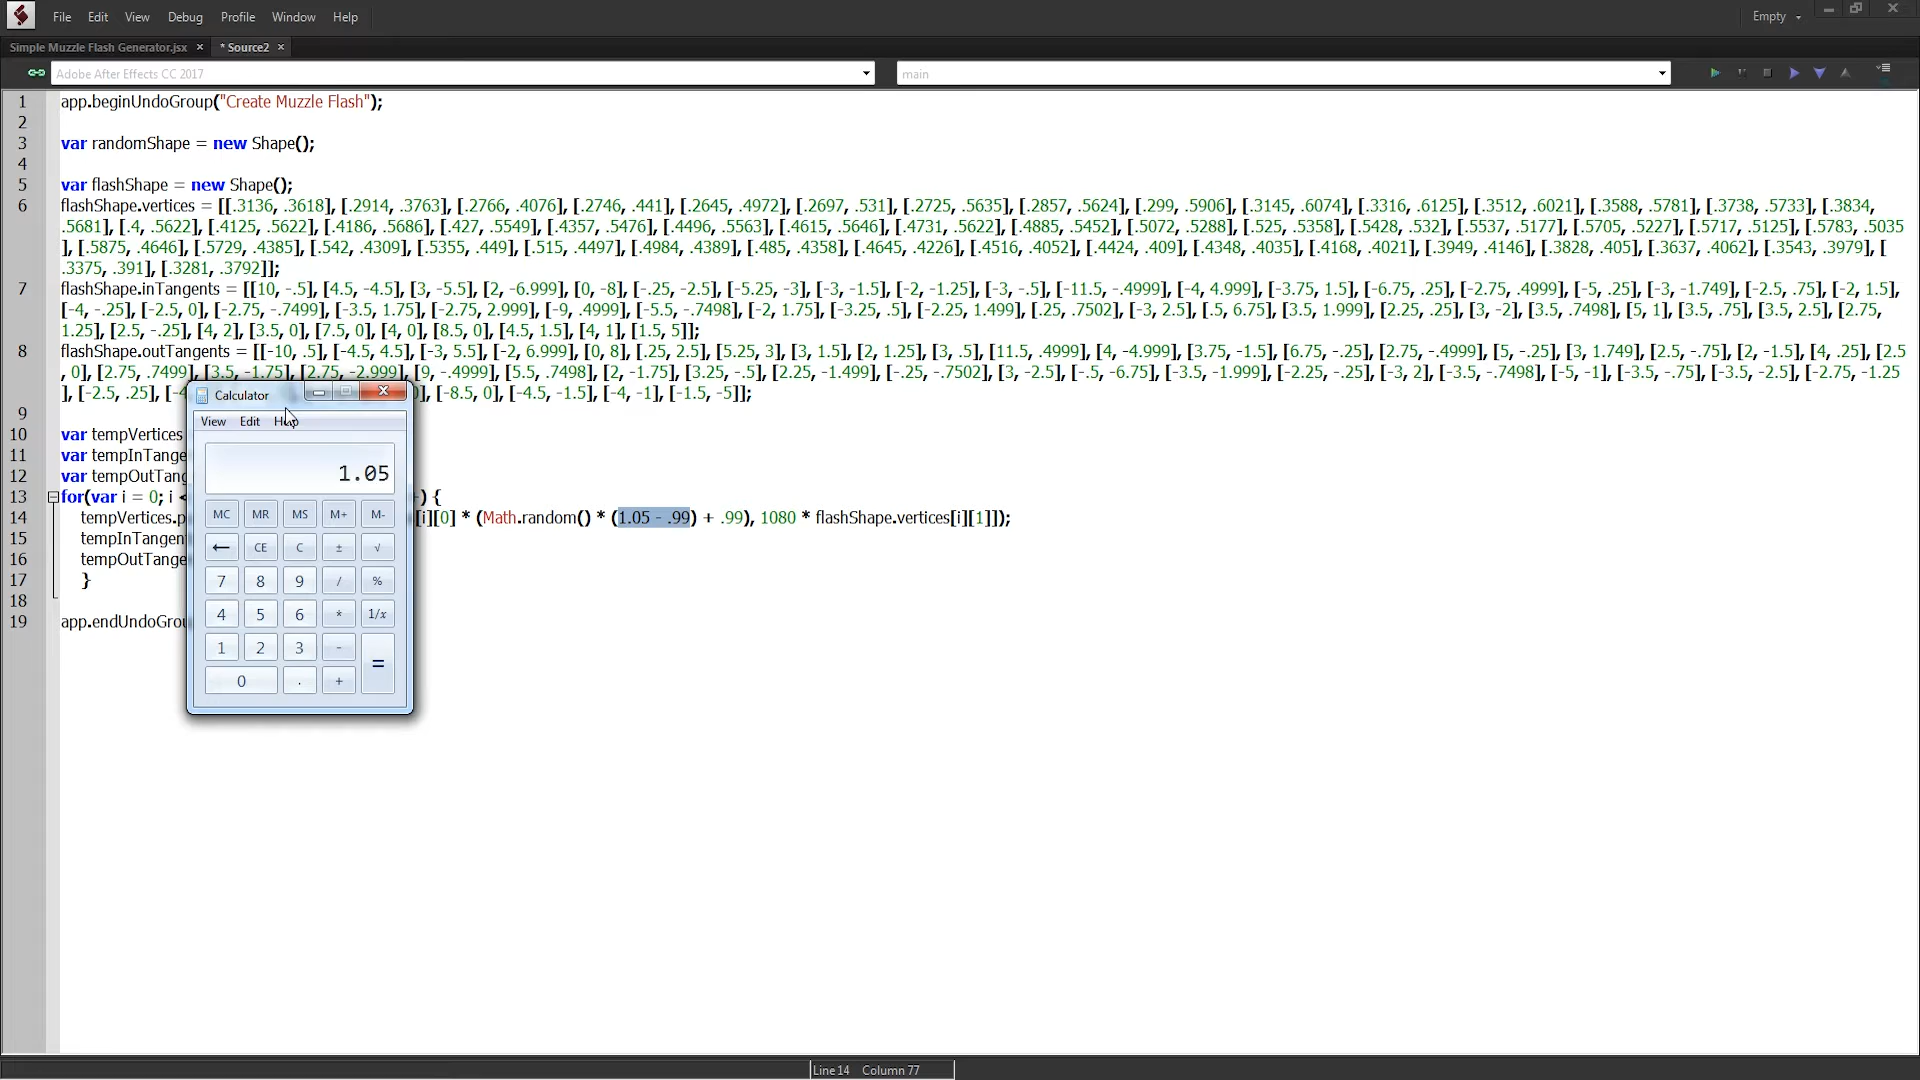 File Edit View Debug Profile Window Help
Empty
Simple Muzzle Flash Generator.jsx × * Source2 ×
Adobe After Effects CC 2017
main
1 app.beginUndoGroup("Create Muzzle Flash");
2
3 var randomShape = new Shape();
4
5 var flashShape = new Shape();
6 flashShape.vertices = [[.3136, .3618], [.2914, .3763], [.2766, .4076], [.2746, .441], [.2645, .4972], [.2697, .531], [.2725, .5635], [.2857, .5624], [.299, .5906], [.3145, .6074], [.3316, .6125], [.3512, .6021], [.3588, .5781], [.3738, .5733], [.3834,
.5681], [.4, .5622], [.4125, .5622], [.4186, .5686], [.427, .5549], [.4357, .5476], [.4496, .5563], [.4615, .5646], [.4731, .5622], [.4885, .5452], [.5072, .5288], [.525, .5358], [.5428, .532], [.5537, .5177], [.5705, .5227], [.5717, .5125], [.5783, .5035
], [.5875, .4646], [.5729, .4385], [.542, .4309], [.5355, .449], [.515, .4497], [.4984, .4389], [.485, .4358], [.4645, .4226], [.4516, .4052], [.4424, .409], [.4348, .4035], [.4168, .4021], [.3949, .4146], [.3828, .405], [.3637, .4062], [.3543, .3979], [
.3375, .391], [.3281, .3792]];
7 flashShape.inTangents = [[10, -.5], [4.5, -4.5], [3, -5.5], [2, -6.999], [0, -8], [-.25, -2.5], [-5.25, -3], [-3, -1.5], [-2, -1.25], [-3, -.5], [-11.5, -.4999], [-4, 4.999], [-3.75, 1.5], [-6.75, .25], [-2.75, .4999], [-5, .25], [-3, -1.749], [-2.5, .75], [-2, 1.5],
[-4, -.25], [-2.5, 0], [-2.75, -.7499], [-3.5, 1.75], [-2.75, 2.999], [-9, .4999], [-5.5, -.7498], [-2, 1.75], [-3.25, .5], [-2.25, 1.499], [.25, .7502], [-3, 2.5], [.5, 6.75], [3.5, 1.999], [2.25, .25], [3, -2], [3.5, .7498], [5, 1], [3.5, .75], [3.5, 2.5], [2.75,
1.25], [2.5, -.25], [4, 2], [3.5, 0], [7.5, 0], [4, 0], [8.5, 0], [4.5, 1.5], [4, 1], [1.5, 5]];
8 flashShape.outTangents = [[-10, .5], [-4.5, 4.5], [-3, 5.5], [-2, 6.999], [0, 8], [.25, 2.5], [5.25, 3], [3, 1.5], [2, 1.25], [3, .5], [11.5, .4999], [4, -4.999], [3.75, -1.5], [6.75, -.25], [2.75, -.4999], [5, -.25], [3, 1.749], [2.5, -.75], [2, -1.5], [4, .25], [2.5
, 0], [2.75, .7499], [3.5, -1.75], [2.75, -2.999], [9, -.4999], [5.5, .7498], [2, -1.75], [3.25, -.5], [2.25, -1.499], [-.25, -.7502], [3, -2.5], [-.5, -6.75], [-3.5, -1.999], [-2.25, -.25], [-3, 2], [-3.5, -.7498], [-5, -1], [-3.5, -.75], [-3.5, -2.5], [-2.75, -1.25
], [-2.5, .25], [-4 0], [-8.5, 0], [-4.5, -1.5], [-4, -1], [-1.5, -5]];
9
10 var tempVertices
11 var tempInTange
12 var tempOutTang
13 for(var i = 0; i < ) {
14 tempVertices.p [i][0] * (Math.random() * (1.05 - .99) + .99), 1080 * flashShape.vertices[i][1]]);
15 tempInTangen
16 tempOutTange
17 }
18
19 app.endUndoGrou
Calculator
View Edit Help
1.05
MC MR MS M+ M-
← CE C ± √
7 8 9 / %
4 5 6 * 1/x
1 2 3 - =
0 . +
Line 14 Column 77